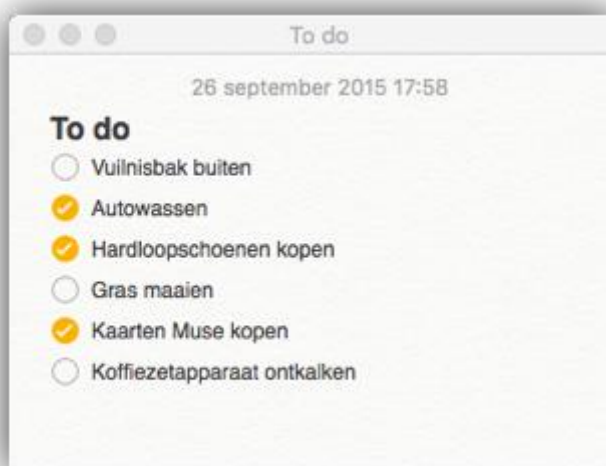 To do
26 september 2015 17:58
To do
Vuilnisbak buiten
Autowassen
Hardloopschoenen kopen
Gras maaien
Kaarten Muse kopen
Koffiezetapparaat ontkalken